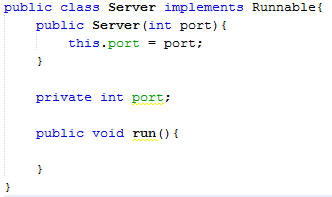 public class Server implements Runnable{
    public Server(int port){
        this.port = port;
    }

    private int port;

    public void run(){

    }
}